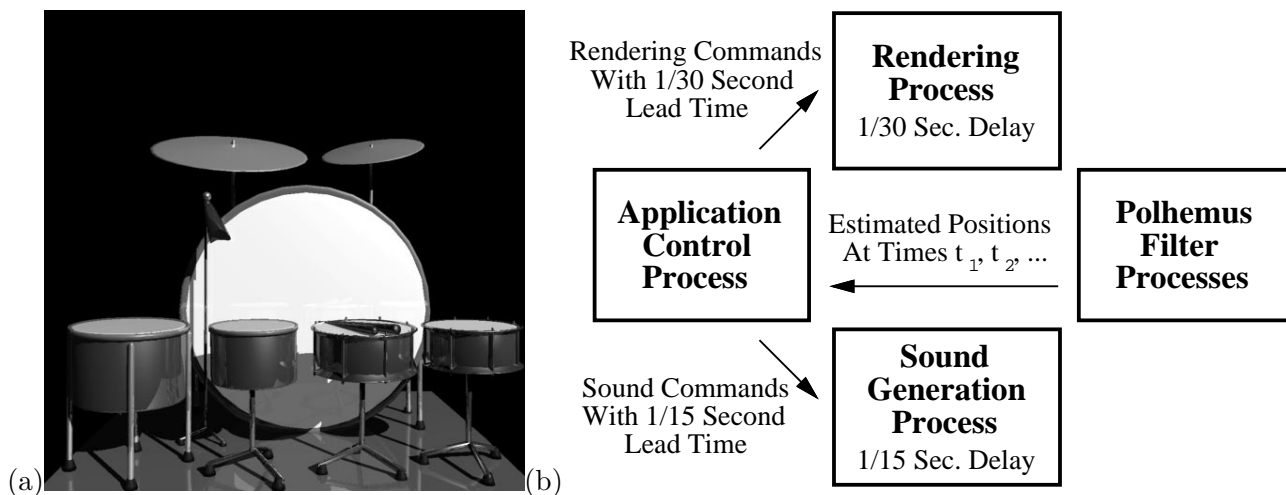 Rendering Commands
With 1/30 Second
Lead Time
Rendering
Process
1/30 Sec. Delay
Application
Control
Process
Estimated Positions
At Times t1, t2, ...
Polhemus
Filter
Processes
Sound Commands
With 1/15 Second
Lead Time
Sound
Generation
Process
1/15 Sec. Delay
(a)
(b)